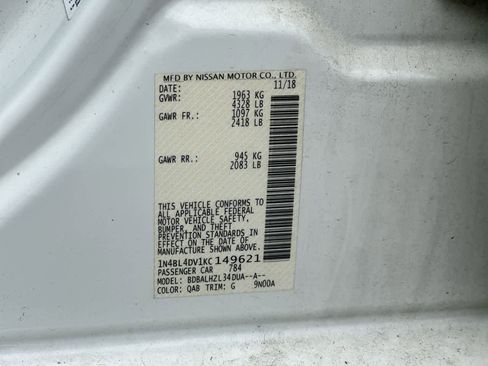 MFD BY NISSAN MOTOR CO., LTD.
DATE: 11/18
GVWR: 1963 KG
4328 LB
GAWR FR.: 1097 KG
2418 LB
GAWR RR.: 945 KG
2083 LB
THIS VEHICLE CONFORMS TO
ALL APPLICABLE FEDERAL
MOTOR VEHICLE SAFETY,
BUMPER, AND THEFT
PREVENTION STANDARDS
IN EFFECT ON THE DATE OF
MANUFACTURE SHOWN ABOVE.
1N4BL4DV1KC149621
PASSENGER CAR 784
MODEL: BDBALHZL34DUA--A--
COLOR: QAB TRIM: G 9N00A